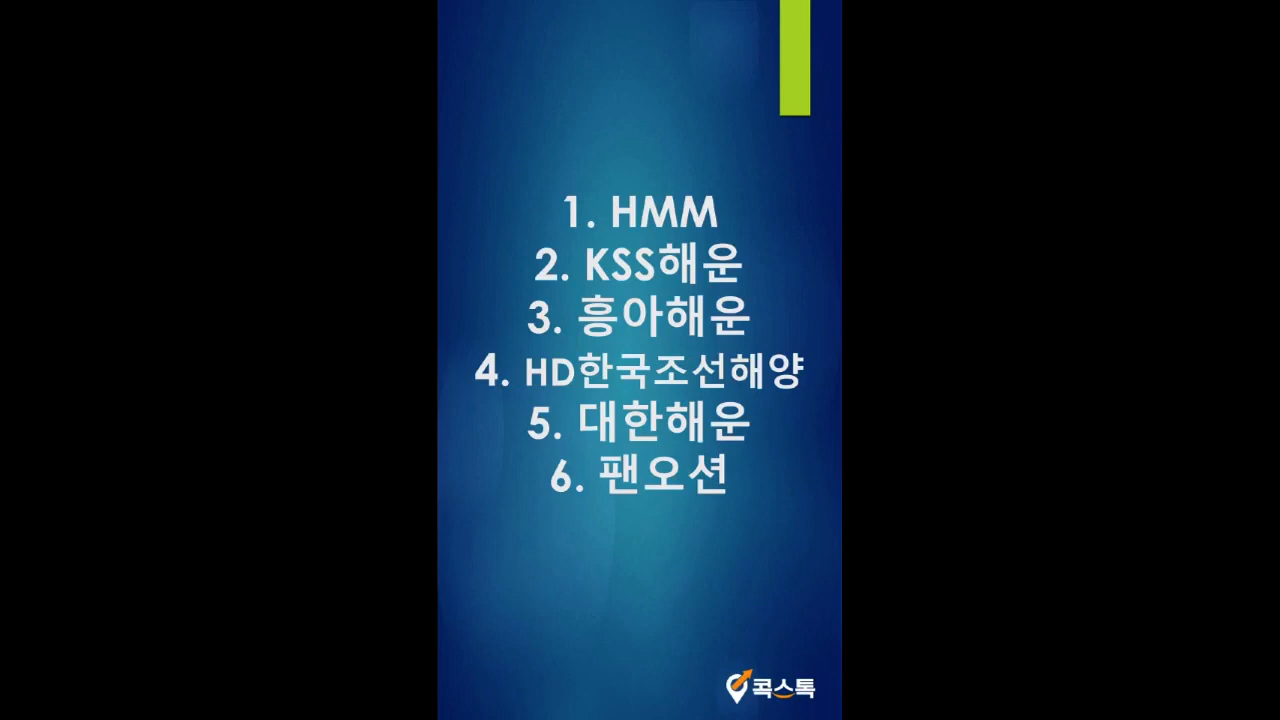 1. HMM
2. KSS해운
3. 흥아해운
4. HD한국조선해양
5. 대한해운
6. 팬오션
콕스톡